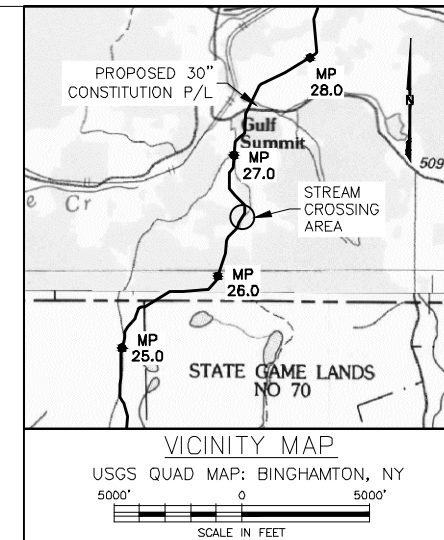 PROPOSED 30"
CONSTITUTION P/L
MP
28.0
N
Gulf
Summit
509
MP
27.0
e Cr
STREAM
CROSSING
AREA
MP
26.0
MP
25.0
STATE GAME LANDS
NO 70
VICINITY MAP
USGS QUAD MAP: BINGHAMTON, NY
5000' 0 5000'
SCALE IN FEET